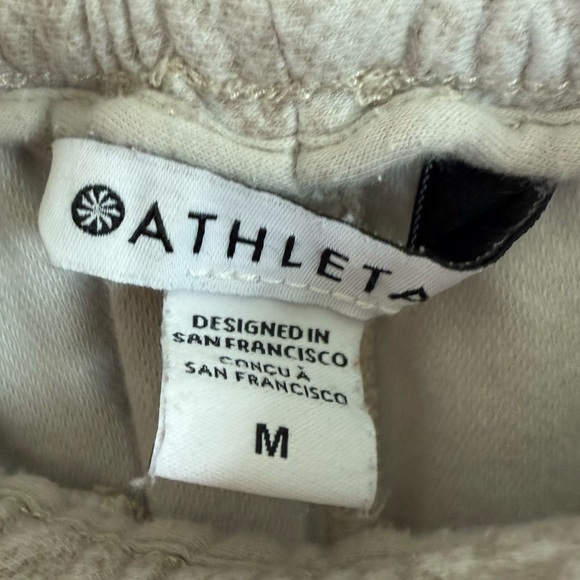 ATHLETA
DESIGNED IN
SAN FRANCISCO
CONÇU À
SAN FRANCISCO
M